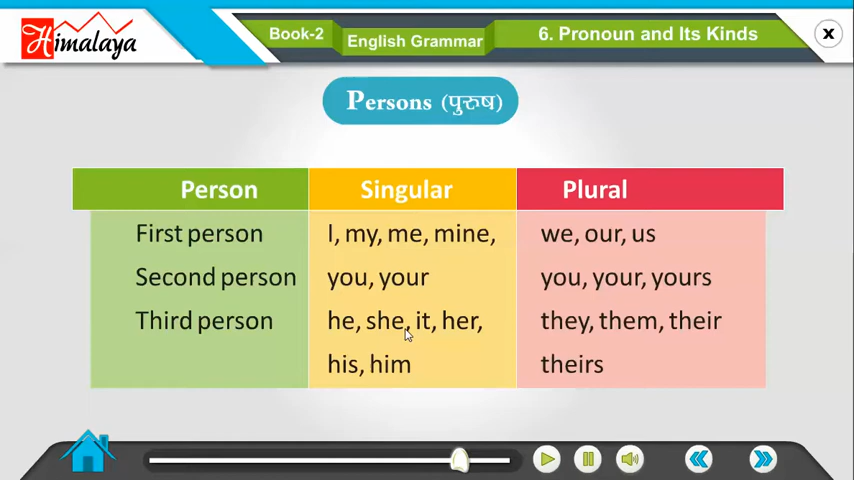 Himalaya
Book-2
English Grammar
6. Pronoun and Its Kinds
x
Persons (पुरुष)
Person Singular Plural
First person I, my, me, mine, we, our, us
Second person you, your you, your, yours
Third person he, she, it, her, they, them, their
his, him theirs